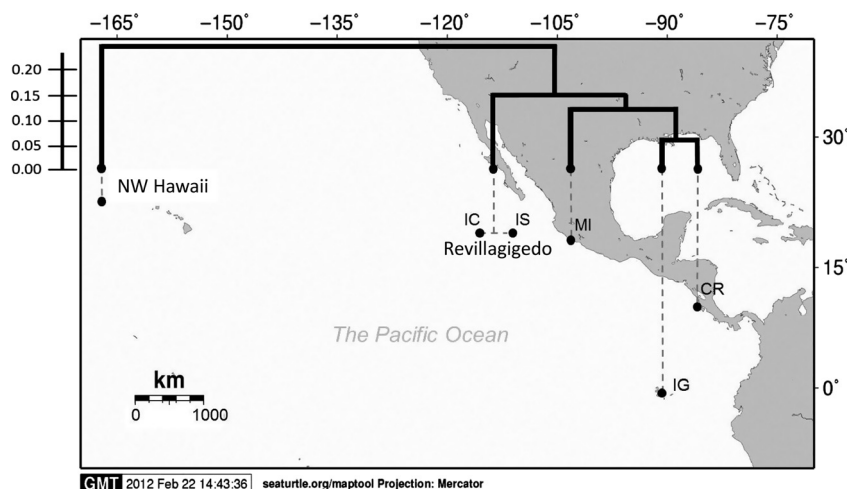 −165° −150° −135° −120° −105° −90° −75°
0.20
0.15
0.10
0.05
0.00
30°
NW Hawaii
IC IS MI
Revillagigedo
15°
CR
The Pacific Ocean
km
0 1000
IG
0°
GMT 2012 Feb 22 14:43:36 seaturtle.org/maptool Projection: Mercator